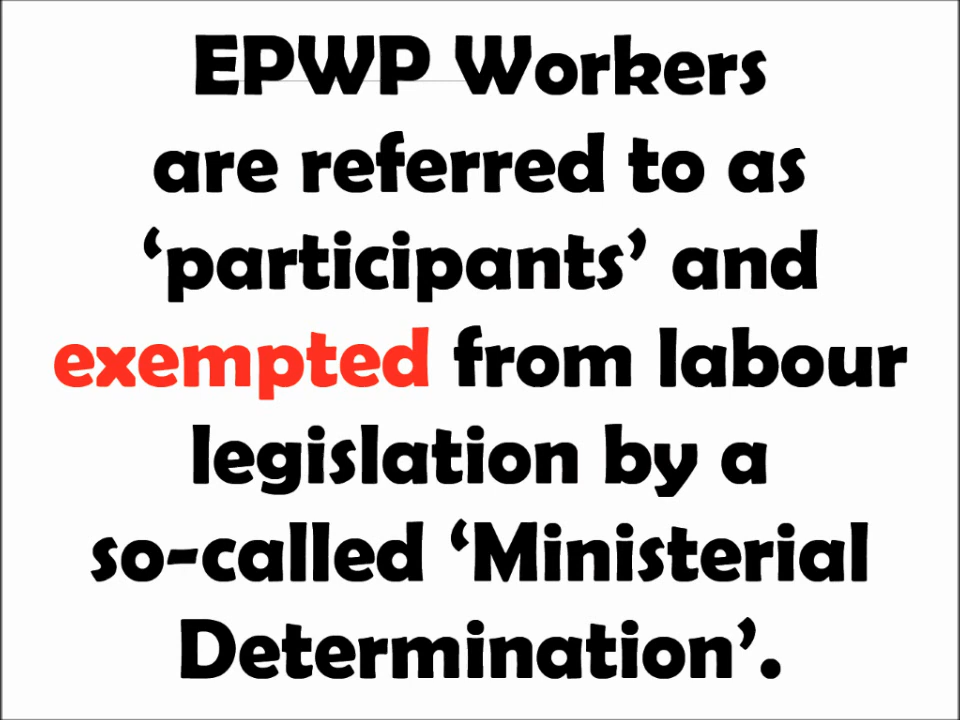 EPWP Workers
are referred to as
‘participants’ and
exempted from labour
legislation by a
so-called ‘Ministerial
Determination’.